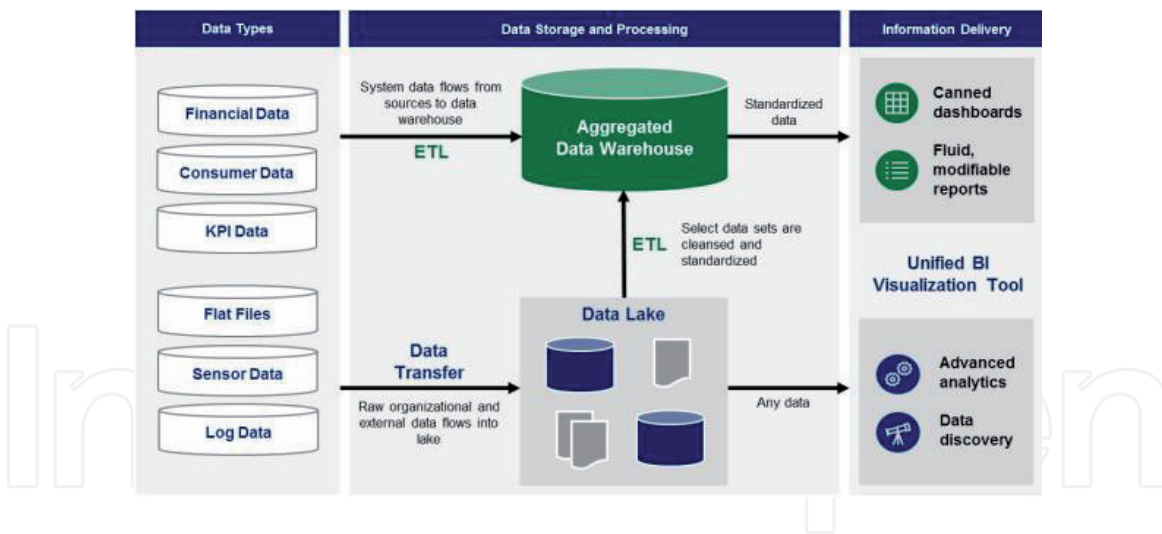 Data Types
Data Storage and Processing
Information Delivery
Financial Data
Consumer Data
KPI Data
Flat Files
Sensor Data
Log Data
System data flows from
sources to data
warehouse
ETL
Aggregated
Data Warehouse
Standardized
data
ETL
Select data sets are
cleansed and
standardized
Data Lake
Data
Transfer
Raw organizational and
external data flows into
lake
Any data
Canned
dashboards
Fluid,
modifiable
reports
Unified BI
Visualization Tool
Advanced
analytics
Data
discovery